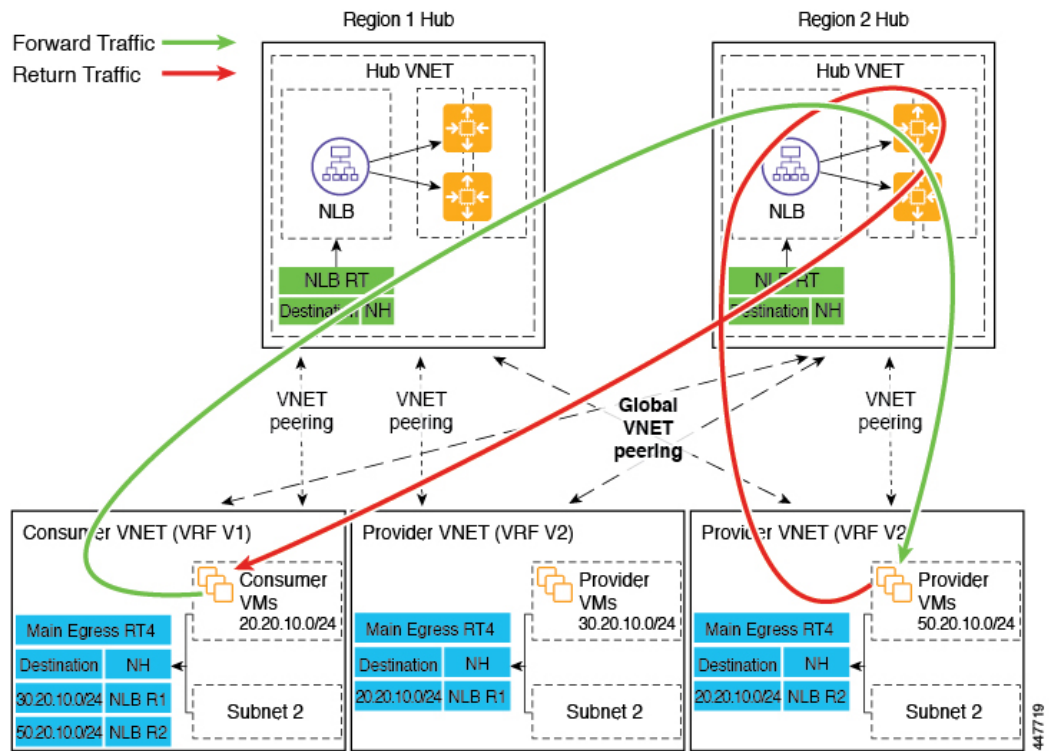 Region 1 Hub
Region 2 Hub
Forward Traffic
Return Traffic
Hub VNET
Hub VNET
NLB
NLB
NLB RT
Destination NH
NLB RT
Destination NH
VNET
peering
VNET
peering
Global
VNET
peering
VNET
peering
Consumer VNET (VRF V1)
Consumer
VMs
20.20.10.0/24
Main Egress RT4
Destination NH
30.20.10.0/24 NLB R1
50.20.10.0/24 NLB R2
Subnet 2
Provider VNET (VRF V2)
Provider
VMs
30.20.10.0/24
Main Egress RT4
Destination NH
20.20.10.0/24 NLB R1
Subnet 2
Provider VNET (VRF V2)
Provider
VMs
50.20.10.0/24
Main Egress RT4
Destination NH
20.20.10.0/24 NLB R2
Subnet 2
447719